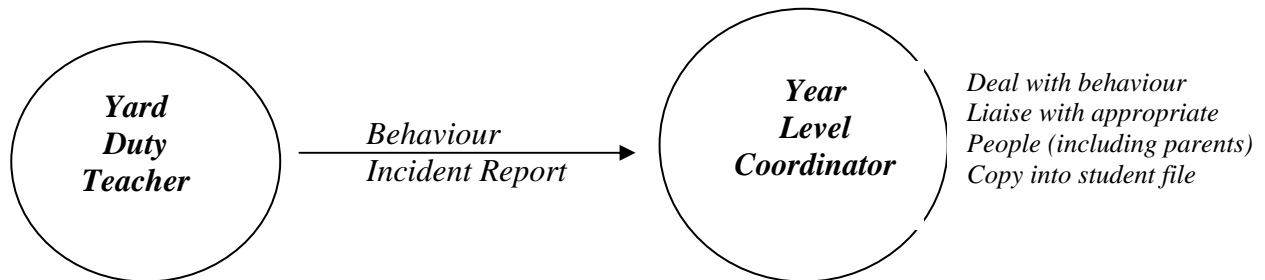 Yard
Duty
Teacher
Behaviour
Incident Report
Year
Level
Coordinator
Deal with behaviour
Liaise with appropriate
People (including parents)
Copy into student file